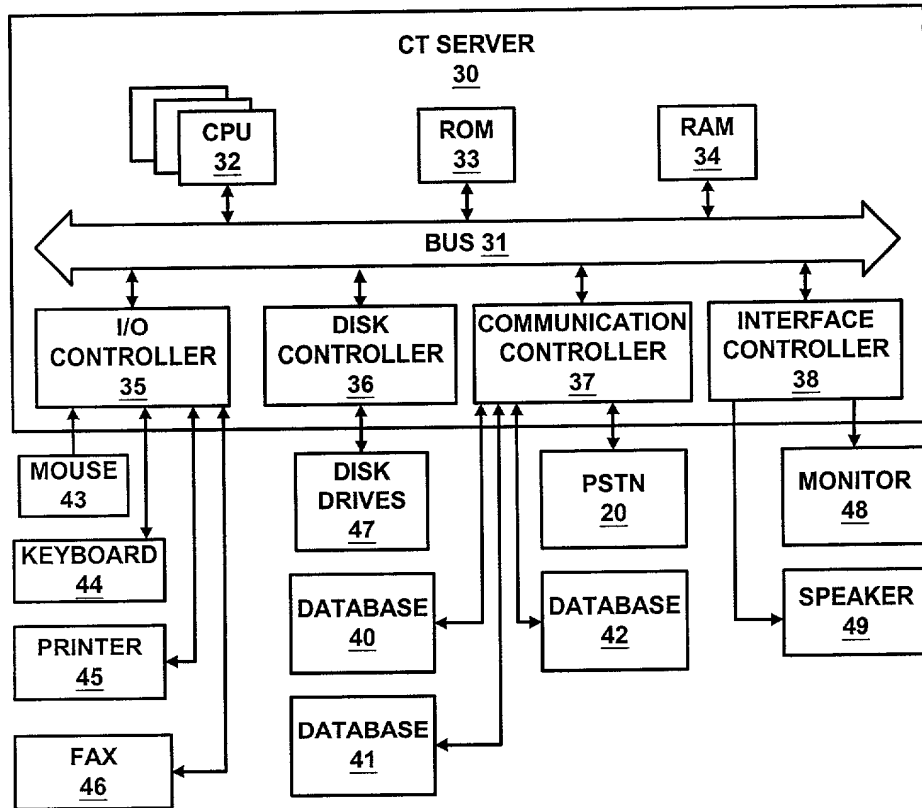 CT SERVER
30
CPU
32
ROM
33
RAM
34
BUS 31
I/O
CONTROLLER
35
DISK
CONTROLLER
36
COMMUNICATION
CONTROLLER
37
INTERFACE
CONTROLLER
38
MOUSE
43
DISK
DRIVES
47
PSTN
20
MONITOR
48
KEYBOARD
44
DATABASE
40
DATABASE
42
SPEAKER
49
PRINTER
45
DATABASE
41
FAX
46